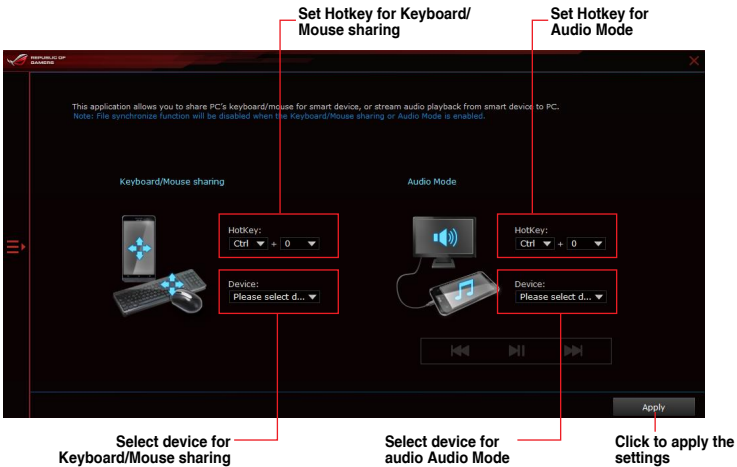 Set Hotkey for Keyboard/
Mouse sharing
Set Hotkey for
Audio Mode
REPUBLIC OF
GAMERS
This application allows you to share PC's keyboard/mouse for smart device, or stream audio playback from smart device to PC.
Note: File synchronize function will be disabled when the Keyboard/Mouse sharing or Audio Mode is enabled.
Keyboard/Mouse sharing
Audio Mode
HotKey:
Ctrl + 0
HotKey:
Ctrl + 0
Device:
Please select d...
Device:
Please select d...
Apply
Select device for
Keyboard/Mouse sharing
Select device for
audio Audio Mode
Click to apply the
settings